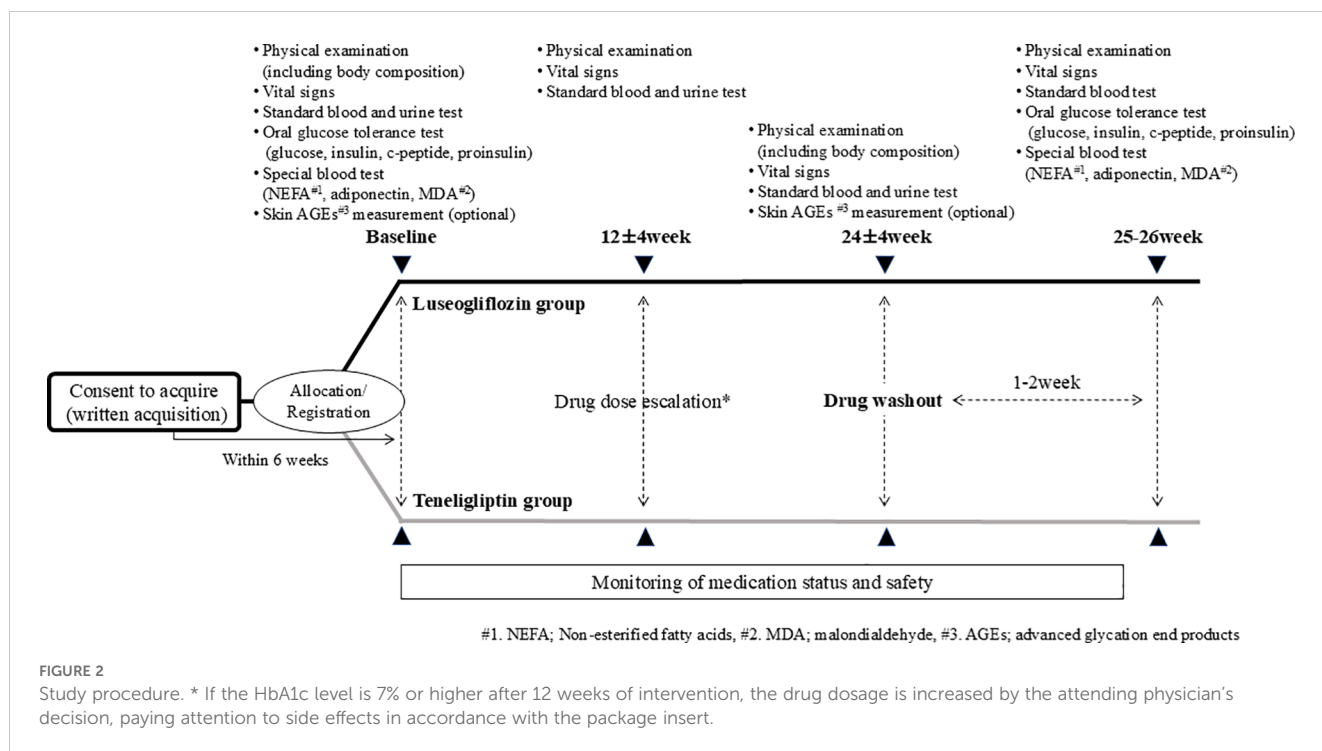 • Physical examination
(including body composition)
• Vital signs
• Standard blood and urine test
• Oral glucose tolerance test
(glucose, insulin, c-peptide, proinsulin)
• Special blood test
(NEFA#1, adiponectin, MDA#2)
• Skin AGEs#3 measurement (optional)
Baseline
• Physical examination
• Vital signs
• Standard blood and urine test
12±4week
• Physical examination
(including body composition)
• Vital signs
• Standard blood and urine test
• Skin AGEs #3 measurement (optional)
24±4week
• Physical examination
• Vital signs
• Standard blood test
• Oral glucose tolerance test
(glucose, insulin, c-peptide, proinsulin)
• Special blood test
(NEFA#1, adiponectin, MDA#2)
25-26week
Luseogliflozin group
Consent to acquire
(written acquisition)
Allocation/
Registration
Within 6 weeks
Drug dose escalation*
Drug washout
1-2week
Teneligliptin group
Monitoring of medication status and safety
#1. NEFA; Non-esterified fatty acids, #2. MDA; malondialdehyde, #3. AGEs; advanced glycation end products
FIGURE 2
Study procedure. * If the HbA1c level is 7% or higher after 12 weeks of intervention, the drug dosage is increased by the attending physician's
decision, paying attention to side effects in accordance with the package insert.